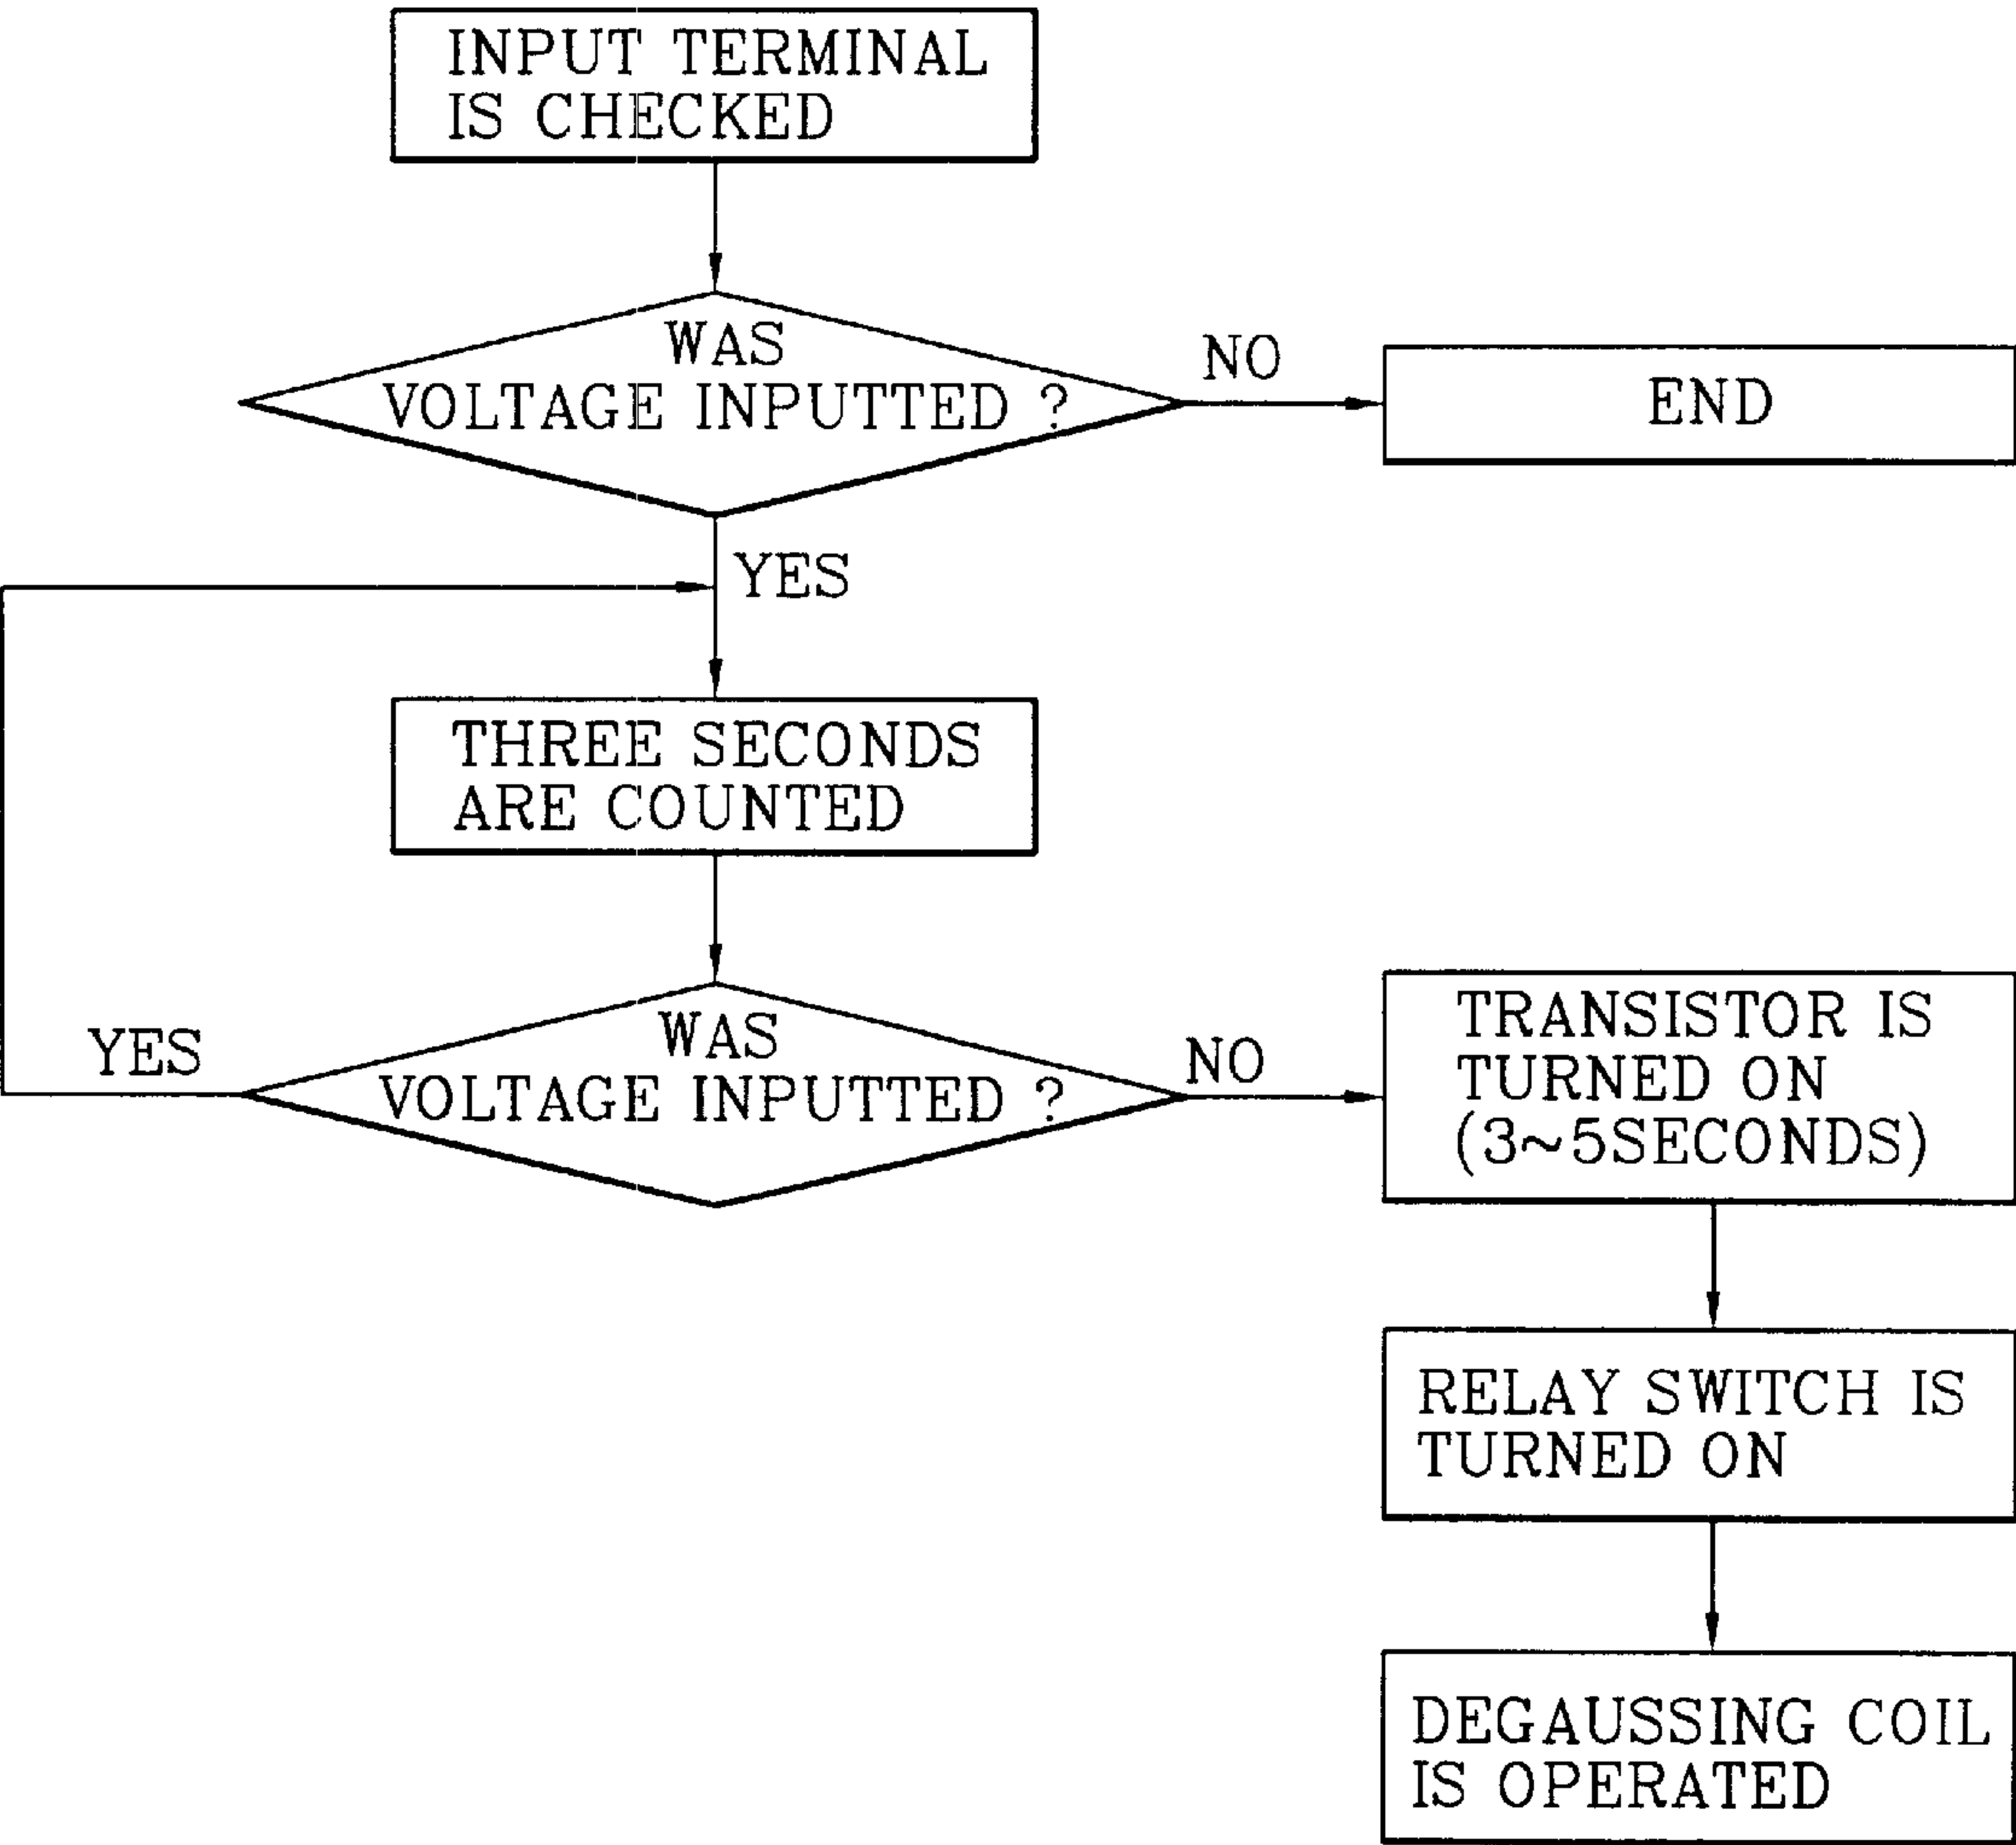 INPUT TERMINAL
IS CHECKED
WAS
VOLTAGE INPUTTED ?
NO
END
YES
THREE SECONDS
ARE COUNTED
WAS
VOLTAGE INPUTTED ?
YES
NO
TRANSISTOR IS
TURNED ON
(3~5SECONDS)
RELAY SWITCH IS
TURNED ON
DEGAUSSING COIL
IS OPERATED